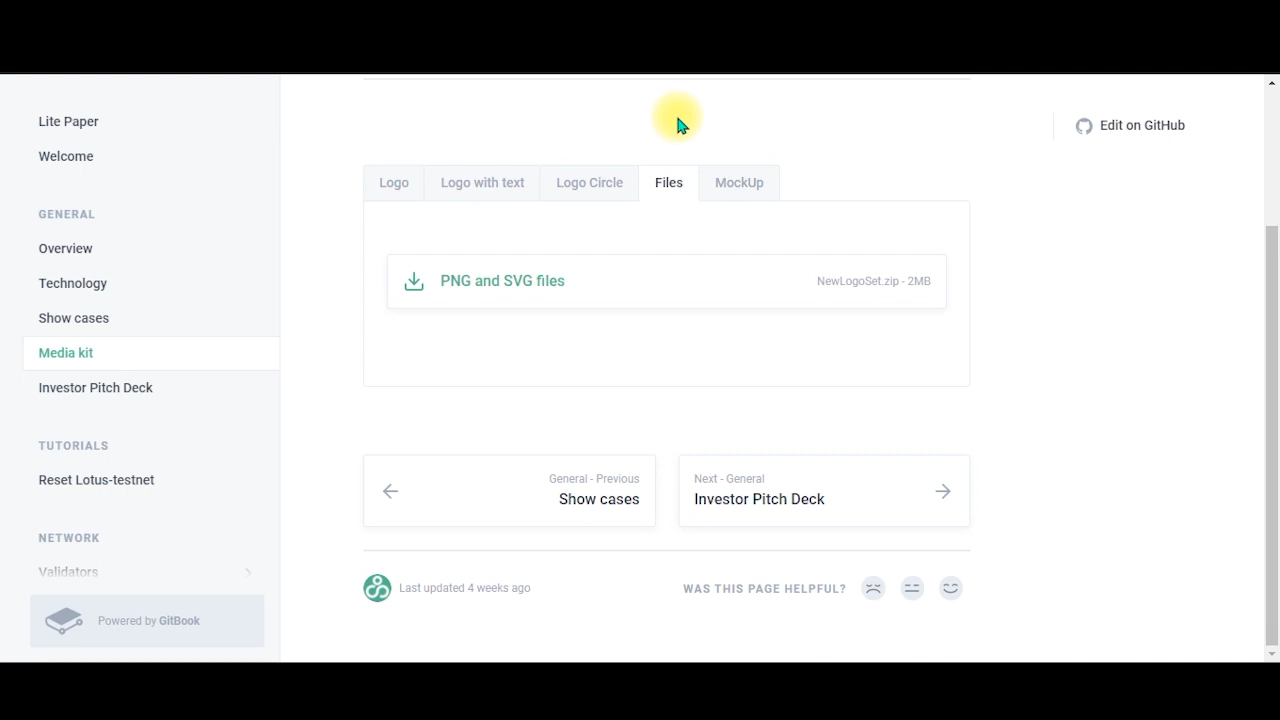 Lite Paper
Welcome
GENERAL
Overview
Technology
Show cases
Media kit
Investor Pitch Deck
TUTORIALS
Reset Lotus-testnet
NETWORK
Validators
Powered by GitBook
Edit on GitHub
Logo Logo with text Logo Circle Files MockUp
PNG and SVG files NewLogoSet.zip - 2MB
General - Previous
Show cases
Next - General
Investor Pitch Deck
Last updated 4 weeks ago WAS THIS PAGE HELPFUL?